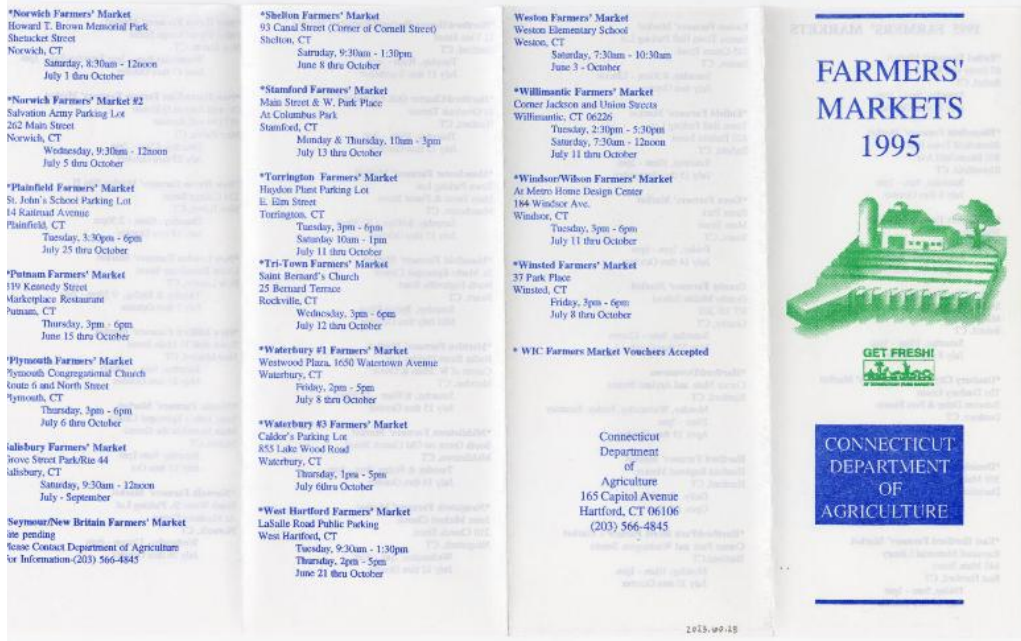 *Norwich Farmers' Market
Howard T. Brown Memorial Park
Shetucket Street
Norwich, CT
Saturday, 8:30am - 12noon
July 1 thru October
*Norwich Farmers' Market #2
Salvation Army Parking Lot
262 Main Street
Norwich, CT
Wednesday, 9:30am - 12noon
July 5 thru October
*Plainfield Farmers' Market
St. John's School Parking Lot
14 Railroad Avenue
Plainfield, CT
Tuesday, 3:30pm - 6pm
July 25 thru October
*Putnam Farmers' Market
Kennedy Street
Marketplace Restaurant
Putnam, CT
Thursday, 3pm - 6pm
June 15 thru October
*Plymouth Farmers' Market
Plymouth Congregational Church
Route 6 and North Street
Plymouth, CT
Thursday, 3pm - 6pm
July 6 thru October
Salisbury Farmers' Market
Grove Street Park/Rte 44
Salisbury, CT
Saturday, 9:30am - 12noon
July - September
Seymour/New Britain Farmers' Market
pending
Please Contact Department of Agriculture
For Information-(203) 566-4845
*Shelton Farmers' Market
93 Canal Street (Corner of Cornell Street)
Shelton, CT
Saturday, 9:30am - 1:30pm
June 8 thru October
*Stamford Farmers' Market
Main Street & W. Park Place
At Columbus Park
Stamford, CT
Monday & Thursday, 10am - 3pm
July 13 thru October
*Torrington Farmers' Market
Haydon Plant Parking Lot
E. Elm Street
Torrington, CT
Tuesday, 3pm - 6pm
Saturday 10am - 1pm
July 11 thru October
*Tri-Town Farmers' Market
Saint Bernard's Church
25 Bernard Terrace
Rockville, CT
Wednesday, 3pm - 6pm
July 12 thru October
*Waterbury #1 Farmers' Market
Westwood Plaza, 1650 Watertown Avenue
Waterbury, CT
Friday, 2pm - 5pm
July 8 thru October
*Waterbury #3 Farmers' Market
Caldor's Parking Lot
855 Lake Wood Road
Waterbury, CT
Thursday, 1pm - 5pm
July 6thru October
*West Hartford Farmers' Market
LaSalle Road Public Parking
West Hartford, CT
Tuesday, 9:30am - 1:30pm
Thursday, 2pm - 5pm
June 21 thru October
Weston Farmers' Market
Weston Elementary School
Weston, CT
Saturday, 7:30am - 10:30am
June 3 - October
*Willimantic Farmers' Market
Corner Jackson and Union Streets
Willimantic, CT 06226
Tuesday, 2:30pm - 5:30pm
Saturday, 7:30am - 12noon
July 11 thru October
*Windsor/Wilson Farmers' Market
At Metro Home Design Center
184 Windsor Ave.
Windsor, CT
Tuesday, 3pm - 6pm
July 11 thru October
*Winsted Farmers' Market
37 Park Place
Winsted, CT
Friday, 3pm - 6pm
July 8 thru October
* WIC Farmers Market Vouchers Accepted
Connecticut
Department
of
Agriculture
165 Capitol Avenue
Hartford, CT 06106
(203) 566-4845
FARMERS'
MARKETS
1995
GET FRESH!
CONNECTICUT
DEPARTMENT
OF
AGRICULTURE